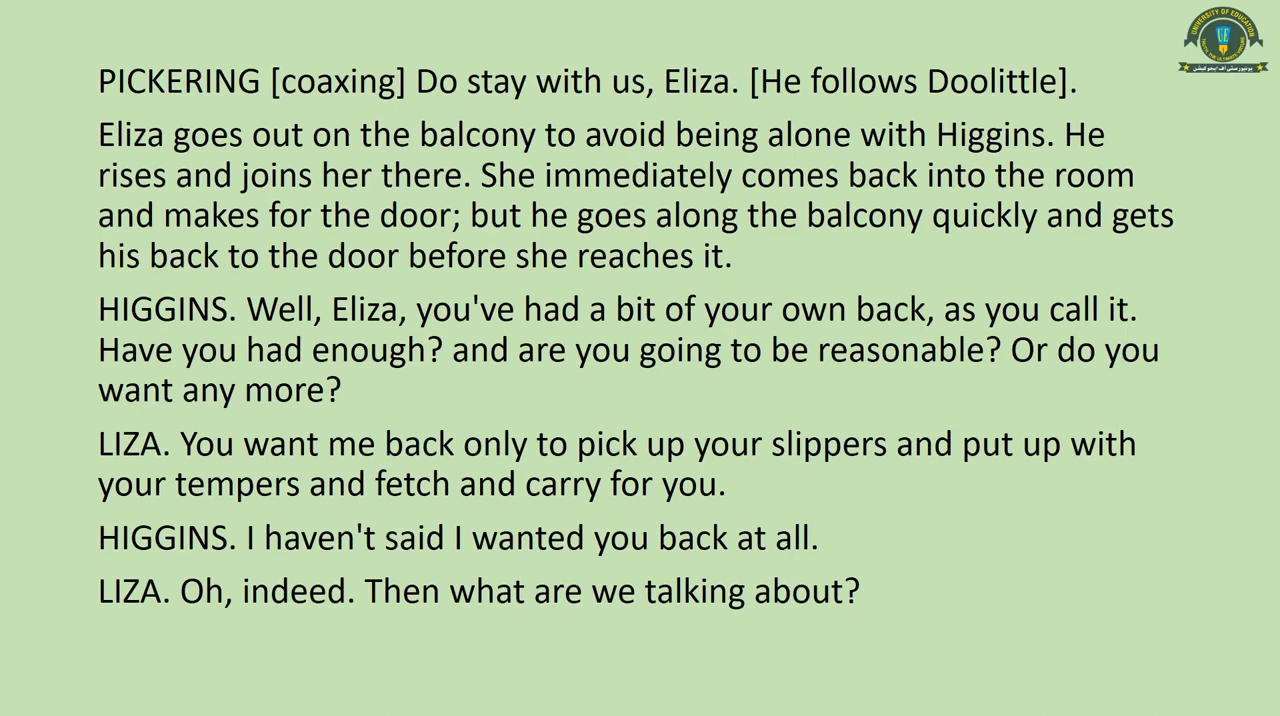 UNIVERSITY OF EDUCATION
UE
یونیورسٹی آف ایجوکیشن
PICKERING [coaxing] Do stay with us, Eliza. [He follows Doolittle].
Eliza goes out on the balcony to avoid being alone with Higgins. He
rises and joins her there. She immediately comes back into the room
and makes for the door; but he goes along the balcony quickly and gets
his back to the door before she reaches it.
HIGGINS. Well, Eliza, you've had a bit of your own back, as you call it.
Have you had enough? and are you going to be reasonable? Or do you
want any more?
LIZA. You want me back only to pick up your slippers and put up with
your tempers and fetch and carry for you.
HIGGINS. I haven't said I wanted you back at all.
LIZA. Oh, indeed. Then what are we talking about?